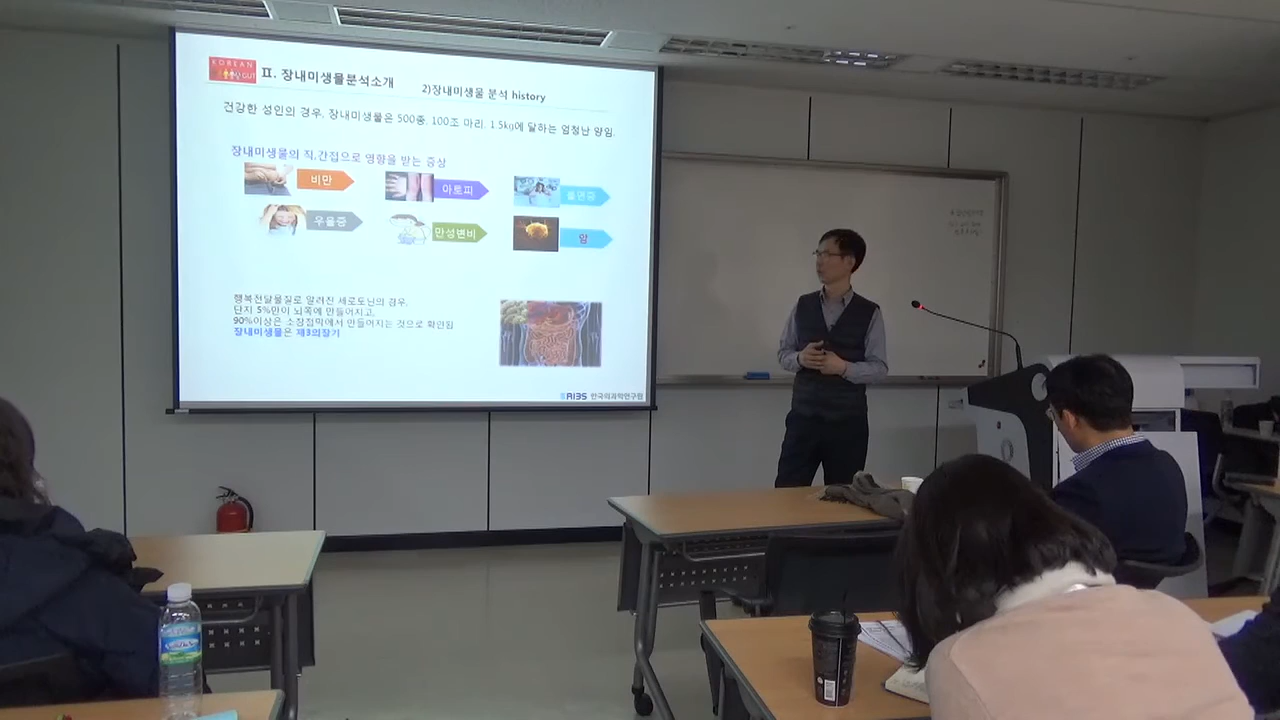 KOREAN
GUT
Ⅱ. 장내미생물분석소개
2)장내미생물 분석 history
건강한 성인의 경우, 장내미생물은 500종, 100조 마리, 1.5kg에 달하는 엄청난 양임.
장내미생물의 직,간접으로 영향을 받는 증상
비만
아토피
불면증
우울증
만성변비
암
행복전달물질로 알려진 세로토닌의 경우,
단지 5%만이 뇌쪽에 만들어지고,
90%이상은 소장점막에서 만들어지는 것으로 확인됨
장내미생물은 제3의장기
한국의과학연구원